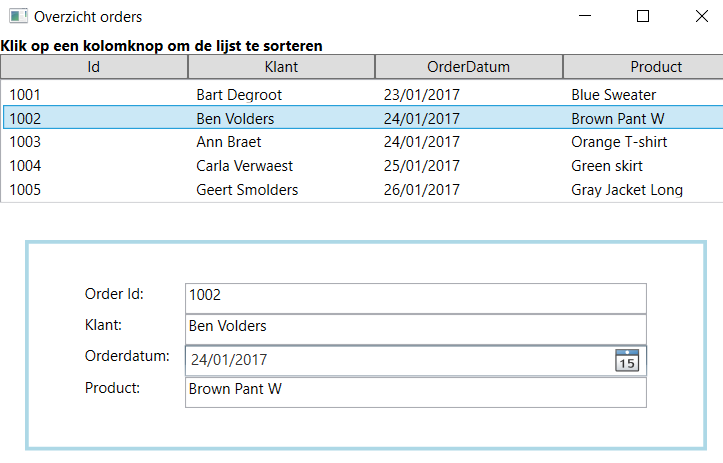 Overzicht orders
Klik op een kolomknop om de lijst te sorteren
Id Klant OrderDatum Product
1001 Bart Degroot 23/01/2017 Blue Sweater
1002 Ben Volders 24/01/2017 Brown Pant W
1003 Ann Braet 24/01/2017 Orange T-shirt
1004 Carla Verwaest 25/01/2017 Green skirt
1005 Geert Smolders 26/01/2017 Gray Jacket Long
Order Id: 1002
Klant: Ben Volders
Orderdatum: 24/01/2017 15
Product: Brown Pant W